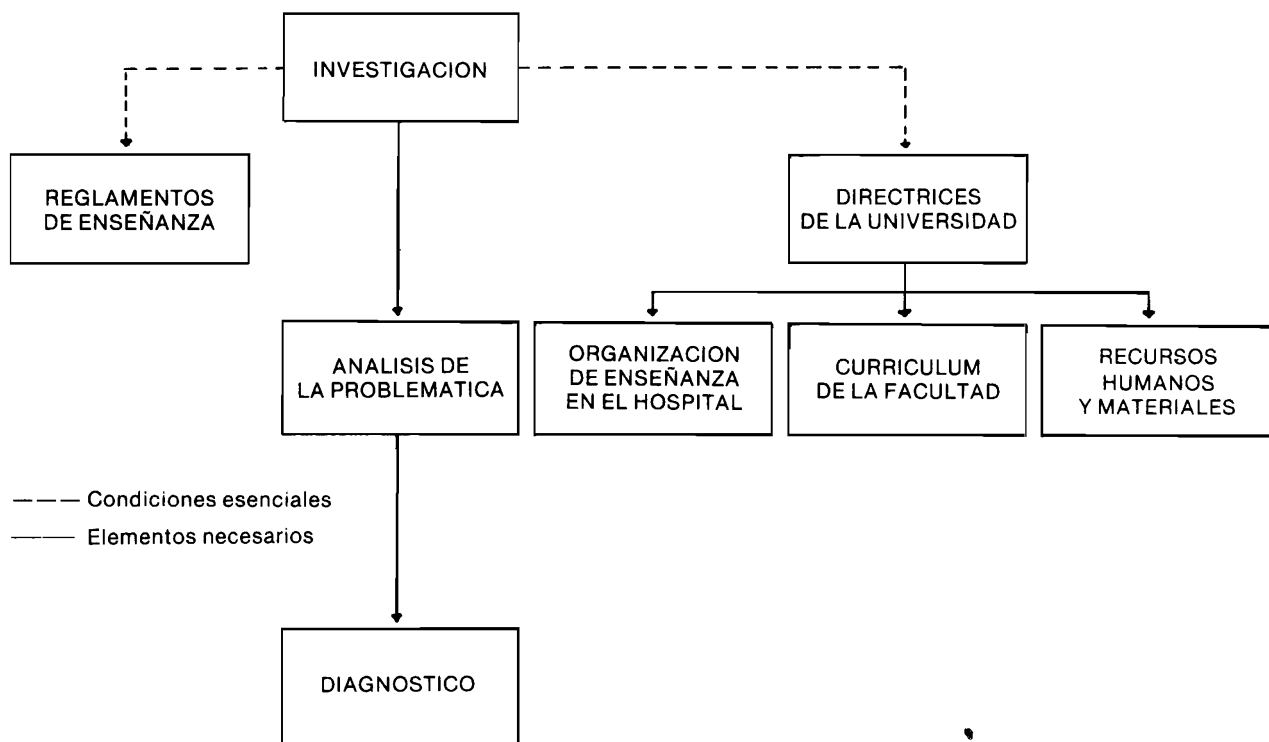 INVESTIGACION
REGLAMENTOS
DE ENSEÑANZA
DIRECTRICES
DE LA UNIVERSIDAD
ANALISIS DE
LA PROBLEMATICA
ORGANIZACION
DE ENSEÑANZA
EN EL HOSPITAL
CURRICULUM
DE LA FACULTAD
RECURSOS
HUMANOS
Y MATERIALES
Condiciones esenciales
Elementos necesarios
DIAGNOSTICO